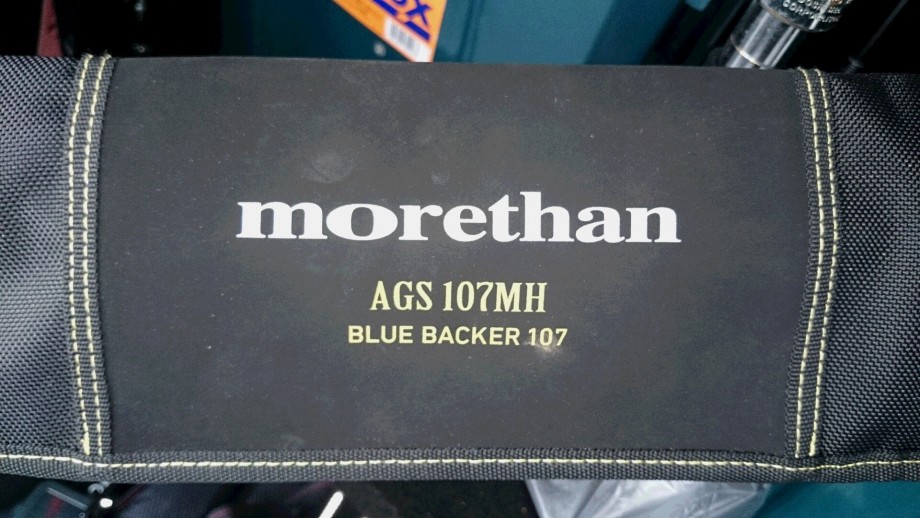 morethan
AGS 107MH
BLUE BACKER 107